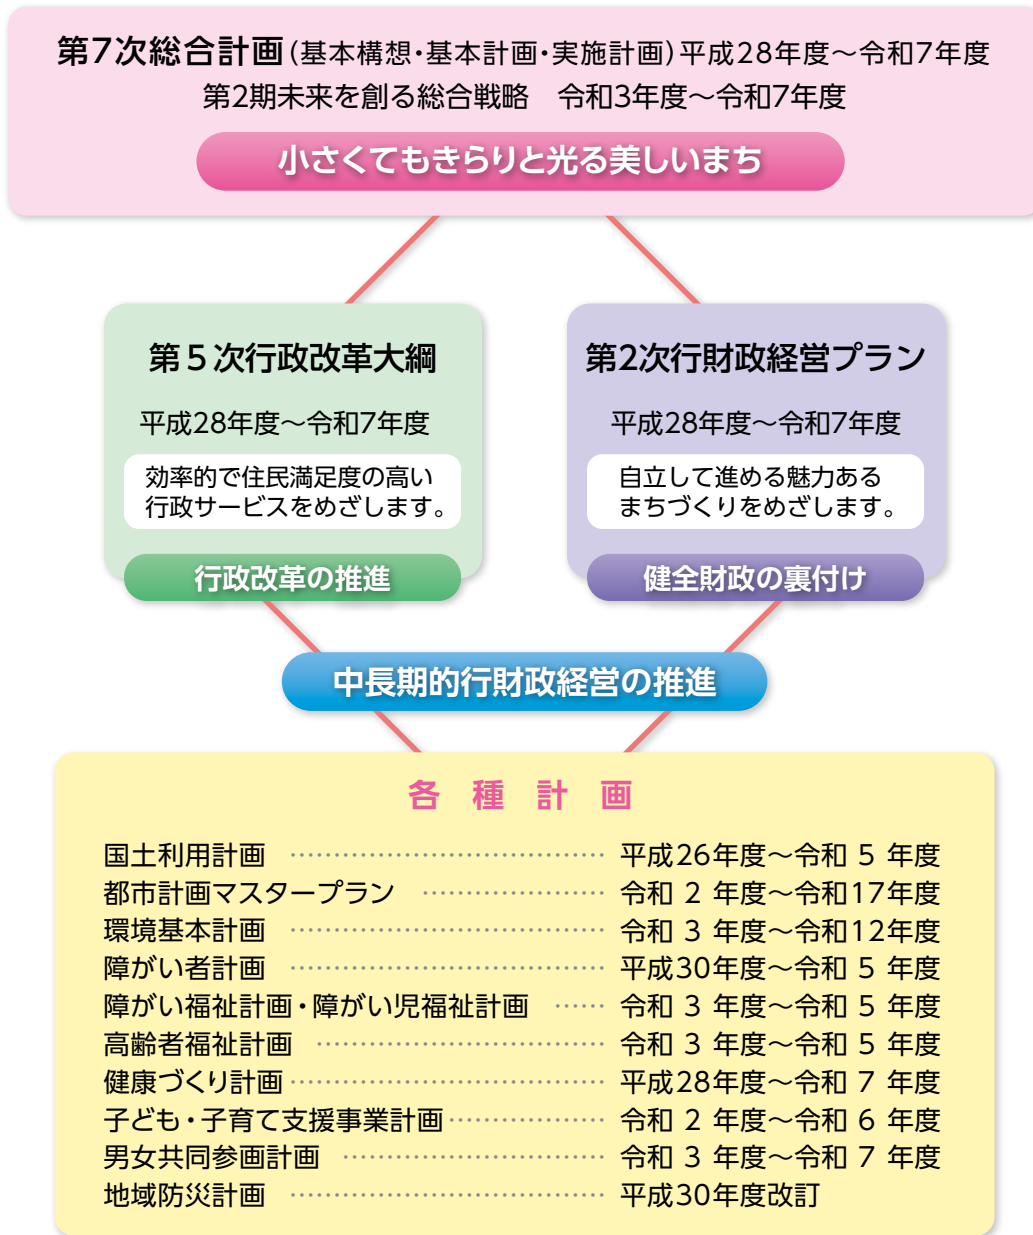 第7次総合計画(基本構想・基本計画・実施計画)平成28年度～令和7年度
第2期未来を創る総合戦略　令和3年度～令和7年度
小さくてもきらりと光る美しいまち
第５次行政改革大綱
平成28年度～令和7年度
効率的で住民満足度の高い
行政サービスをめざします。
行政改革の推進
第2次行財政経営プラン
平成28年度～令和7年度
自立して進める魅力ある
まちづくりをめざします。
健全財政の裏付け
中長期的行財政経営の推進
各　種　計　画
国土利用計画 ………………………………… 平成26年度～令和 5 年度
都市計画マスタープラン ………………… 令和 2 年度～令和17年度
環境基本計画 ………………………………… 令和 3 年度～令和12年度
障がい者計画 ………………………………… 平成30年度～令和 5 年度
障がい福祉計画・障がい児福祉計画 …… 令和 3 年度～令和 5 年度
高齢者福祉計画 ……………………………… 令和 3 年度～令和 5 年度
健康づくり計画………………………………… 平成28年度～令和 7 年度
子ども・子育て支援事業計画……………… 令和 2 年度～令和 6 年度
男女共同参画計画 …………………………… 令和 3 年度～令和 7 年度
地域防災計画 ………………………………… 平成30年度改訂